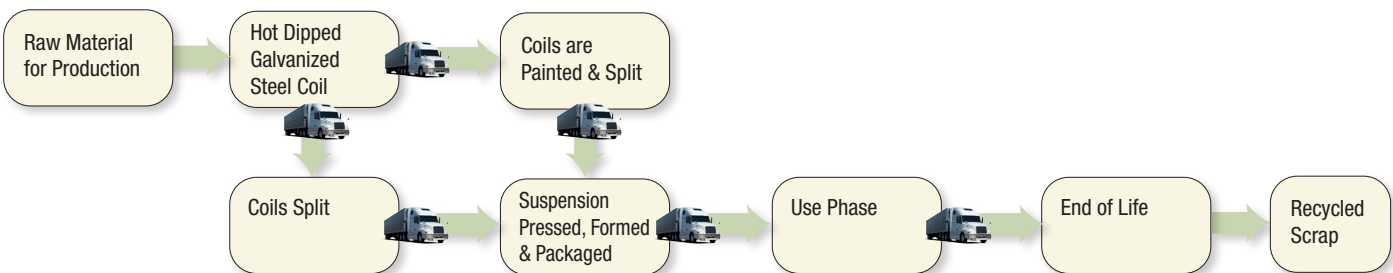 Raw Material
for Production
Hot Dipped
Galvanized
Steel Coil
Coils are
Painted & Split
Coils Split
Suspension
Pressed, Formed
& Packaged
Use Phase
End of Life
Recycled
Scrap